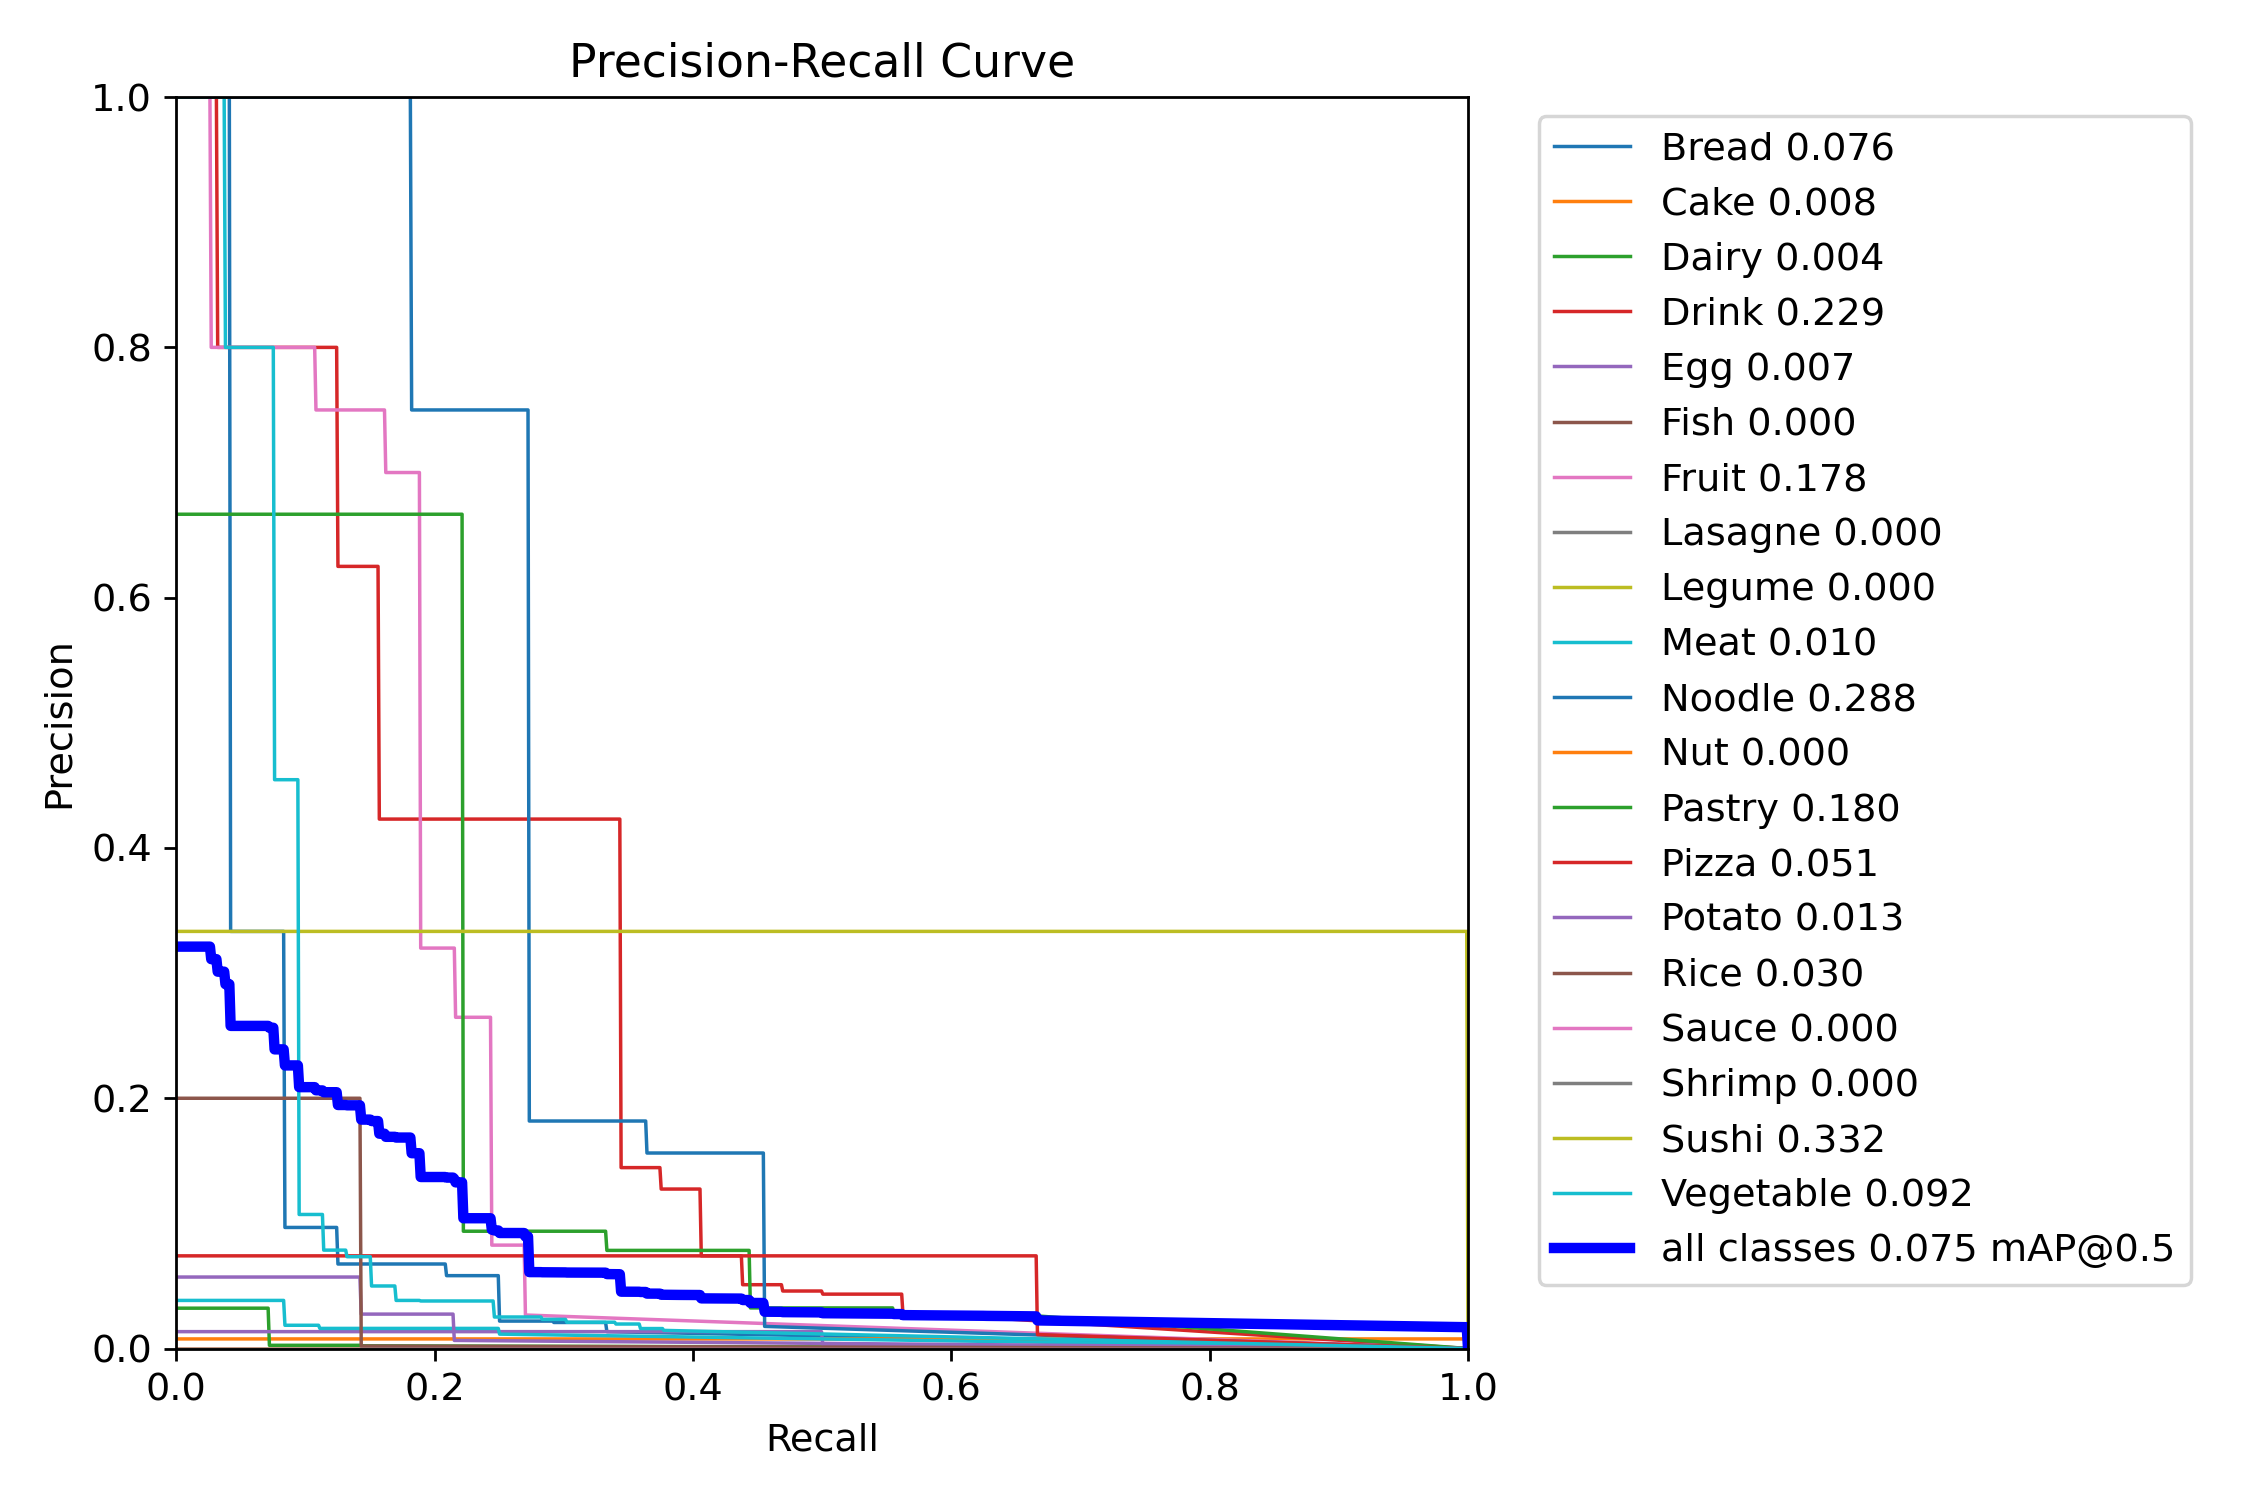 Precision-Recall Curve
1.0
0.8
0.6
0.4
0.2
0.0
Precision
0.0 0.2 0.4 0.6 0.8 1.0
Recall
Bread 0.076
Cake 0.008
Dairy 0.004
Drink 0.229
Egg 0.007
Fish 0.000
Fruit 0.178
Lasagne 0.000
Legume 0.000
Meat 0.010
Noodle 0.288
Nut 0.000
Pastry 0.180
Pizza 0.051
Potato 0.013
Rice 0.030
Sauce 0.000
Shrimp 0.000
Sushi 0.332
Vegetable 0.092
all classes 0.075 mAP@0.5